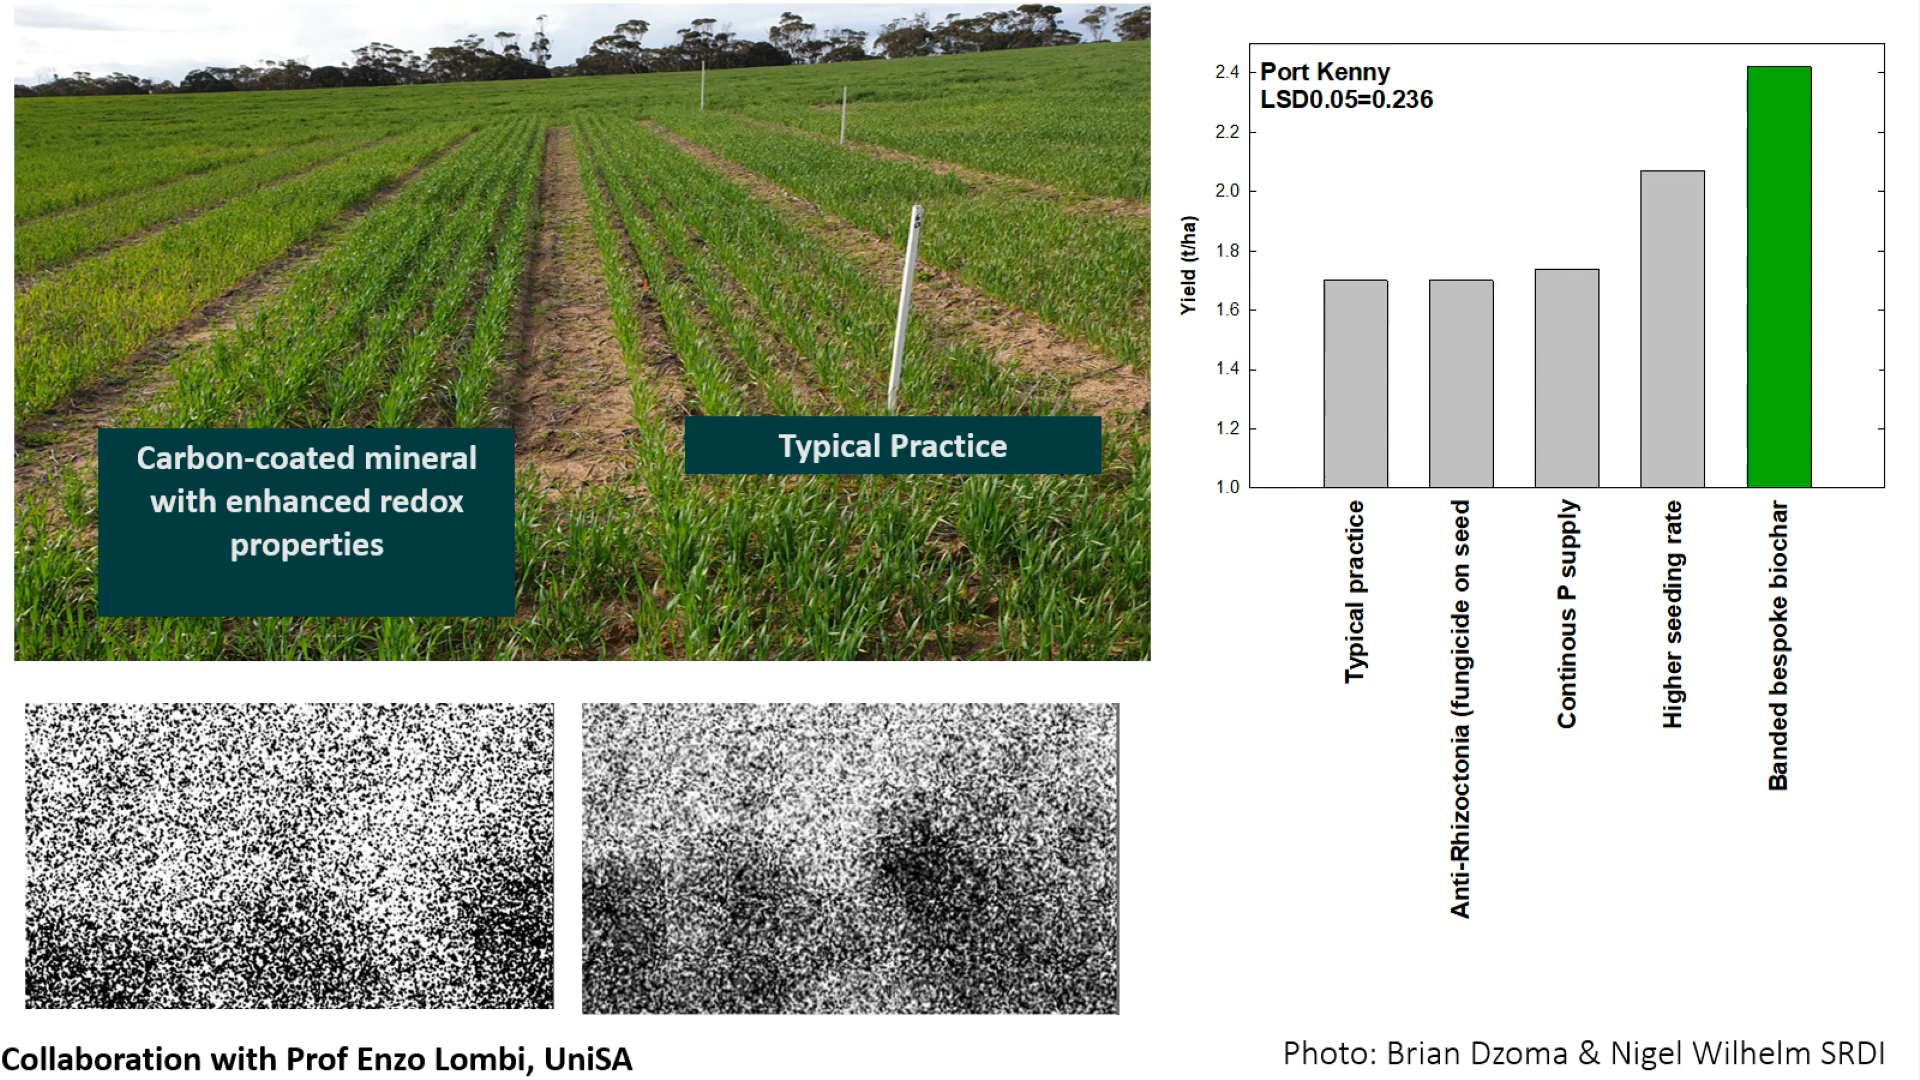 Carbon-coated mineral
with enhanced redox
properties
Typical Practice
Port Kenny
LSD0.05=0.236
Yield (t/ha)
2.4
2.2
2.0
1.8
1.6
1.4
1.2
1.0
Typical practice
Anti-Rhizoctonia (fungicide on seed
Continous P supply
Higher seeding rate
Banded bespoke biochar
Collaboration with Prof Enzo Lombi, UniSA
Photo: Brian Dzoma & Nigel Wilhelm SRDI